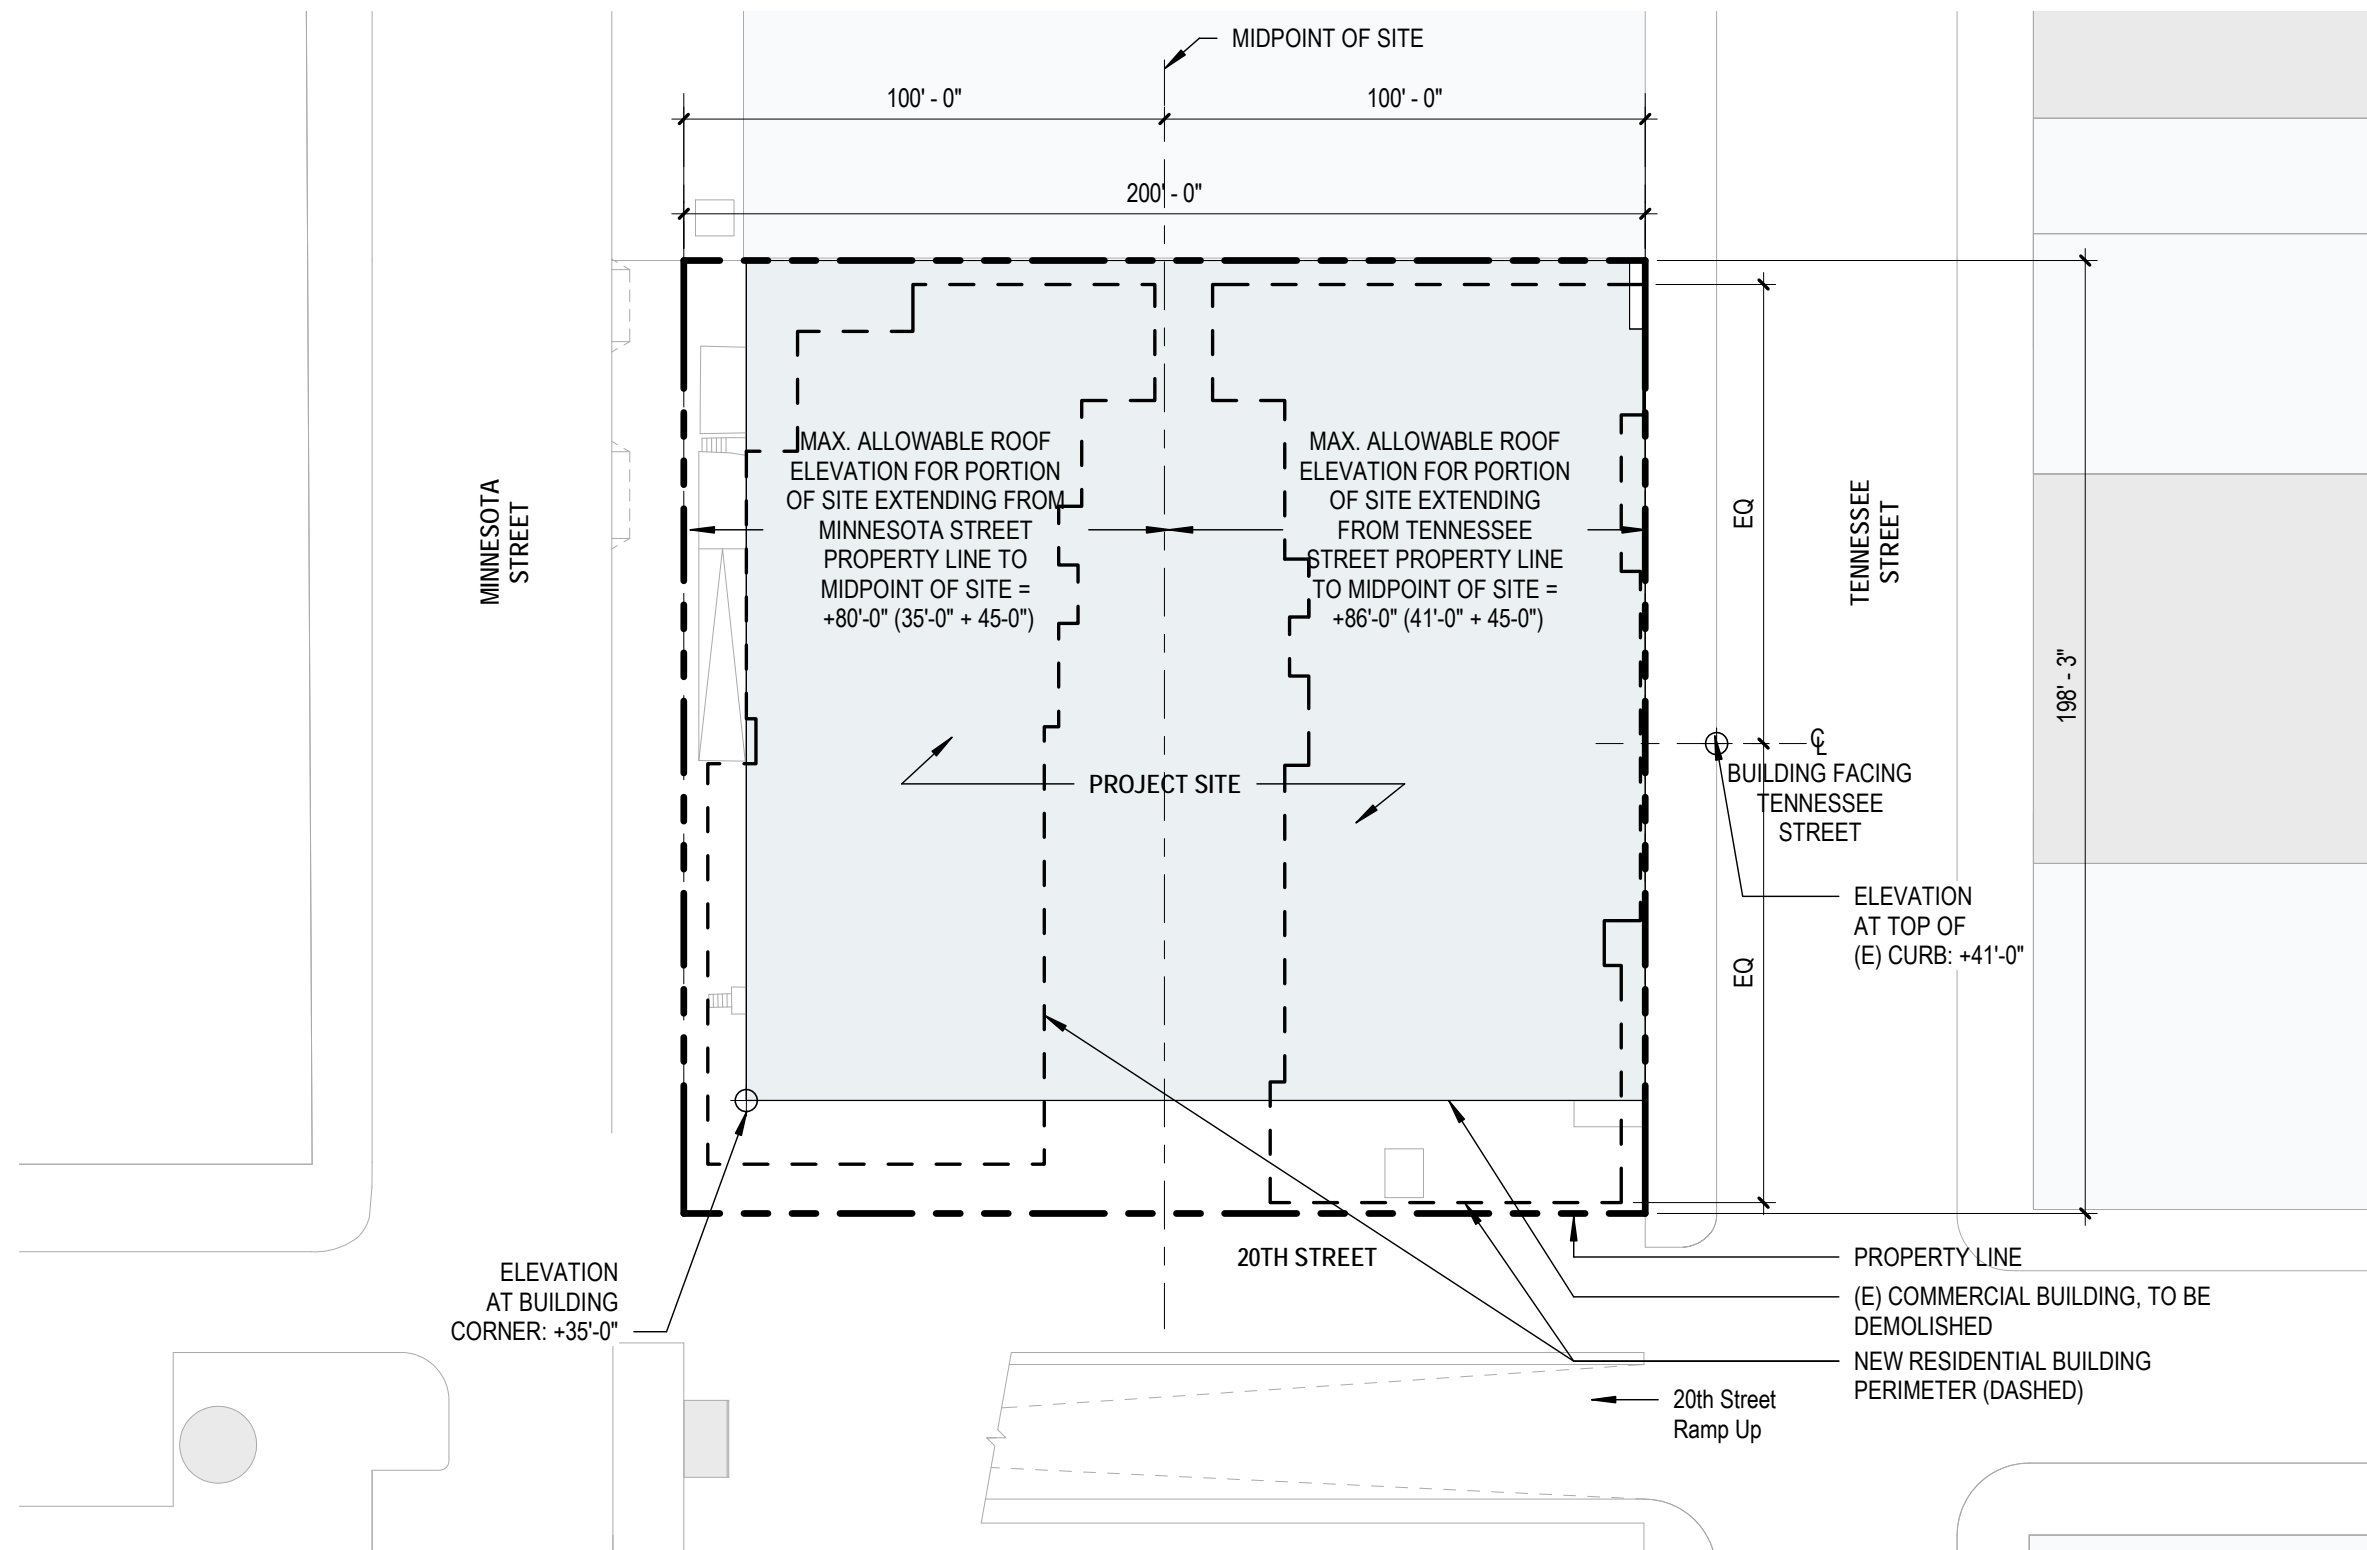 MIDPOINT OF SITE
100' - 0"
100' - 0"
200' - 0"
MAX. ALLOWABLE ROOF
ELEVATION FOR PORTION
OF SITE EXTENDING FROM
MINNESOTA STREET
PROPERTY LINE TO
MIDPOINT OF SITE =
+80'-0" (35'-0" + 45-0")
MAX. ALLOWABLE ROOF
ELEVATION FOR PORTION
OF SITE EXTENDING
FROM TENNESSEE
STREET PROPERTY LINE
TO MIDPOINT OF SITE =
+86'-0" (41'-0" + 45-0")
MINNESOTA
STREET
EQ
TENNESSEE
STREET
198' - 3"
PROJECT SITE
℄
BUILDING FACING
TENNESSEE
STREET
ELEVATION
AT TOP OF
(E) CURB: +41'-0"
EQ
20TH STREET
ELEVATION
AT BUILDING
CORNER: +35'-0"
PROPERTY LINE
(E) COMMERCIAL BUILDING, TO BE
DEMOLISHED
NEW RESIDENTIAL BUILDING
PERIMETER (DASHED)
20th Street
Ramp Up